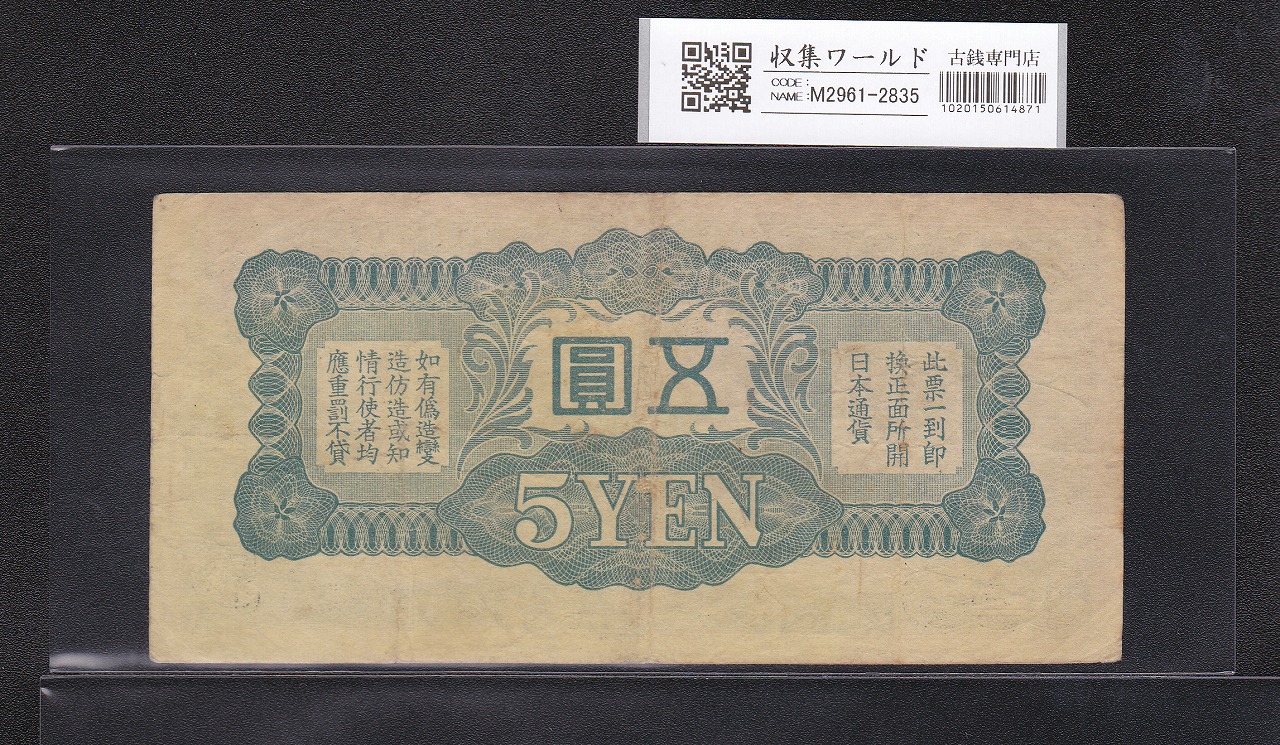 収集ワールド 古銭専門店
CODE :
NAME : M2961-2835
1020150614871
五圓
此票一到卽
換正面所開
日本通貨
如有僞造變
造仿造或知
情行使者均
應重罰不貸
5YEN